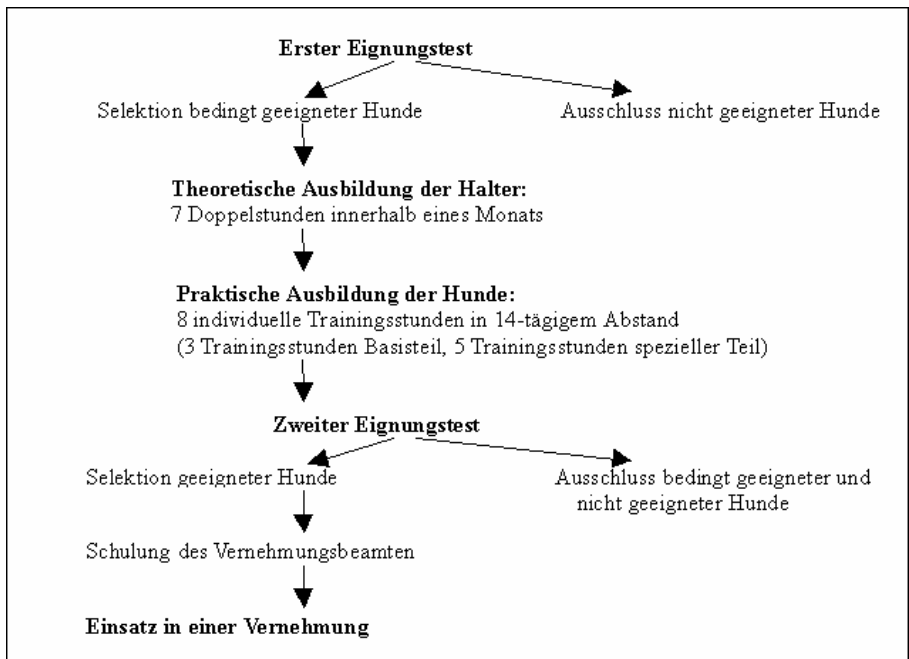 Erster Eignungstest
Selektion bedingt geeigneter Hunde
Ausschluss nicht geeigneter Hunde
Theoretische Ausbildung der Halter:
7 Doppelstunden innerhalb eines Monats
Praktische Ausbildung der Hunde:
8 individuelle Trainingsstunden in 14-tägigem Abstand
(3 Trainingsstunden Basisteil, 5 Trainingsstunden spezieller Teil)
Zweiter Eignungstest
Selektion geeigneter Hunde
Ausschluss bedingt geeigneter und
nicht geeigneter Hunde
Schulung des Vernehmungsbeamten
Einsatz in einer Vernehmung